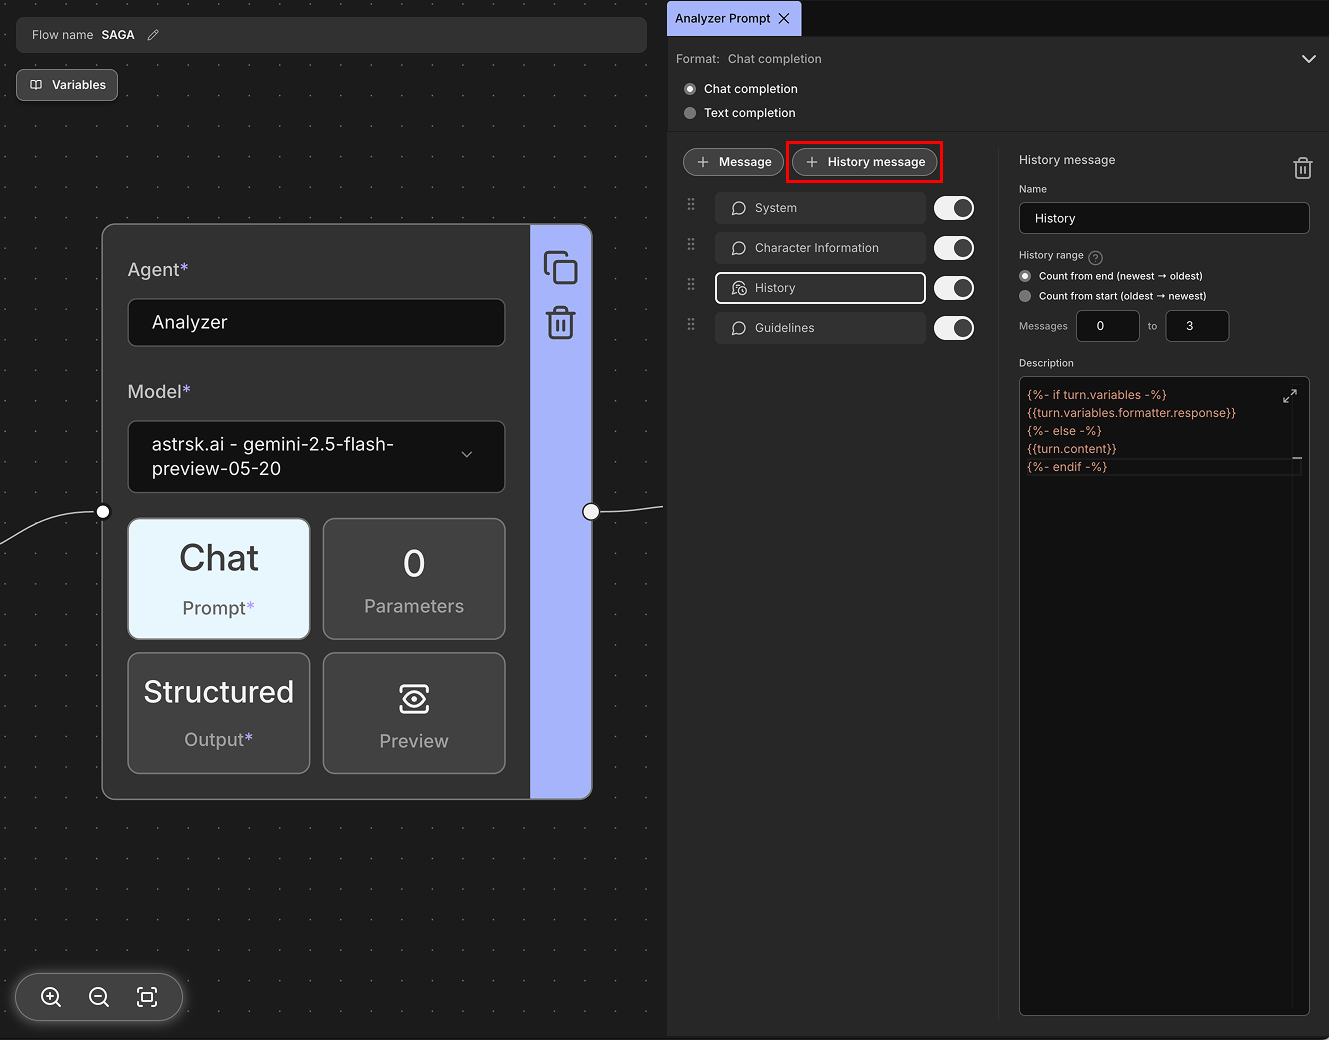 Flow name SAGA
Variables
Agent*
Analyzer
Model*
astrsk.ai - gemini-2.5-flash-
preview-05-20
Chat
Prompt*
0
Parameters
Structured
Output*
Preview
Analyzer Prompt
Format: Chat completion
Chat completion
Text completion
Message
History message
System
Character Information
History
Guidelines
History message
Name
History
History range ?
Count from end (newest → oldest)
Count from start (oldest → newest)
Messages 0 to 3
Description
{%- if turn.variables -%}
{{turn.variables.formatter.response}}
{%- else -%}
{{turn.content}}
{%- endif -%}